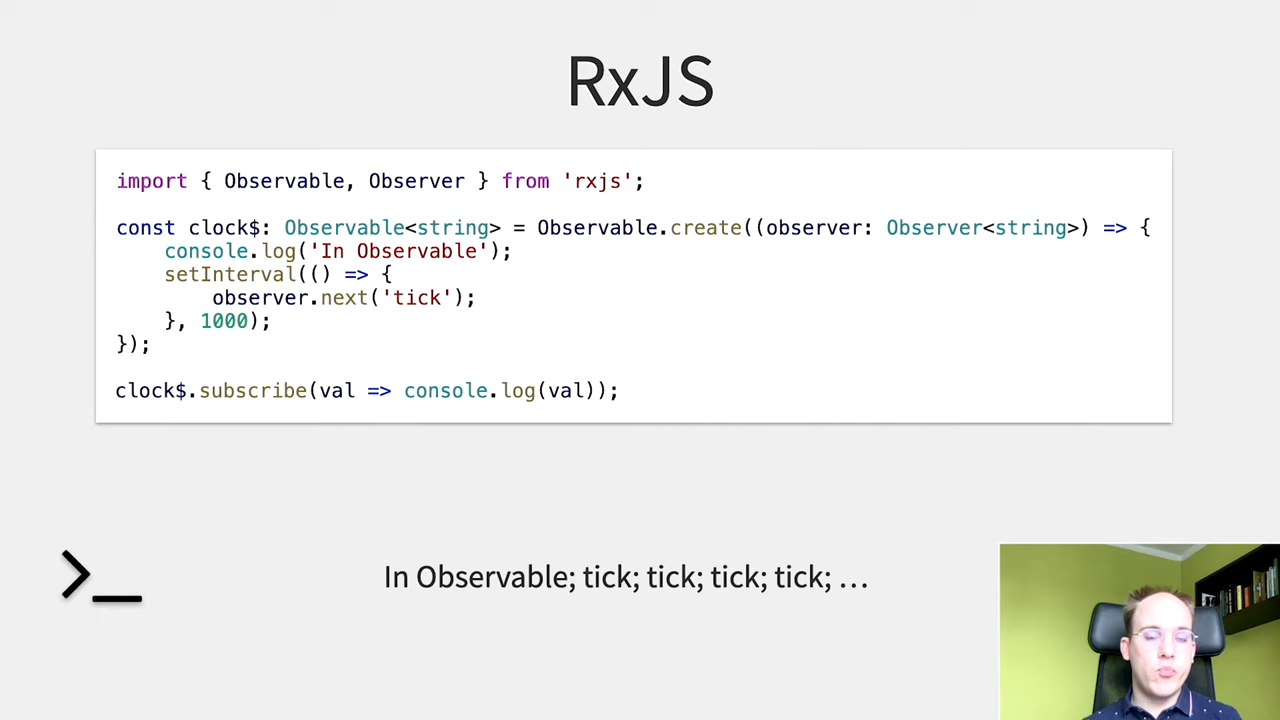 RxJS
import { Observable, Observer } from 'rxjs';
const clock$: Observable<string> = Observable.create((observer: Observer<string>) => {
console.log('In Observable');
setInterval(() => {
observer.next('tick');
}, 1000);
});
clock$.subscribe(val => console.log(val));
>_
In Observable; tick; tick; tick; tick; …